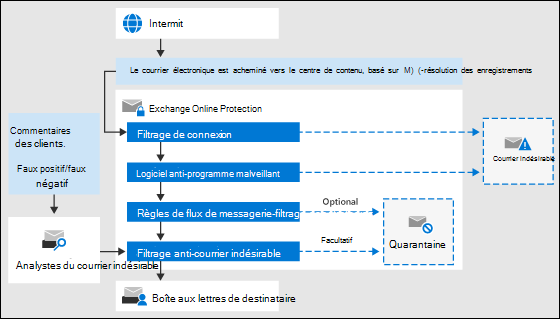 Intermit
Le courrier électronique est acheminé vers le centre de contenu, basé sur M) (-résolution des enregistrements
Exchange Online Protection
Commentaires
des clients.
Faux positif/faux
négatif
Filtrage de connexion
Courrier indésirable
Logiciel anti-programme malveillant
Règles de flux de messagerie-filtrag
Optional
Filtrage anti-courrier indésirable
Facultatif
Quarantaine
Analystes du courrier indésirable
Boîte aux lettres de destinataire